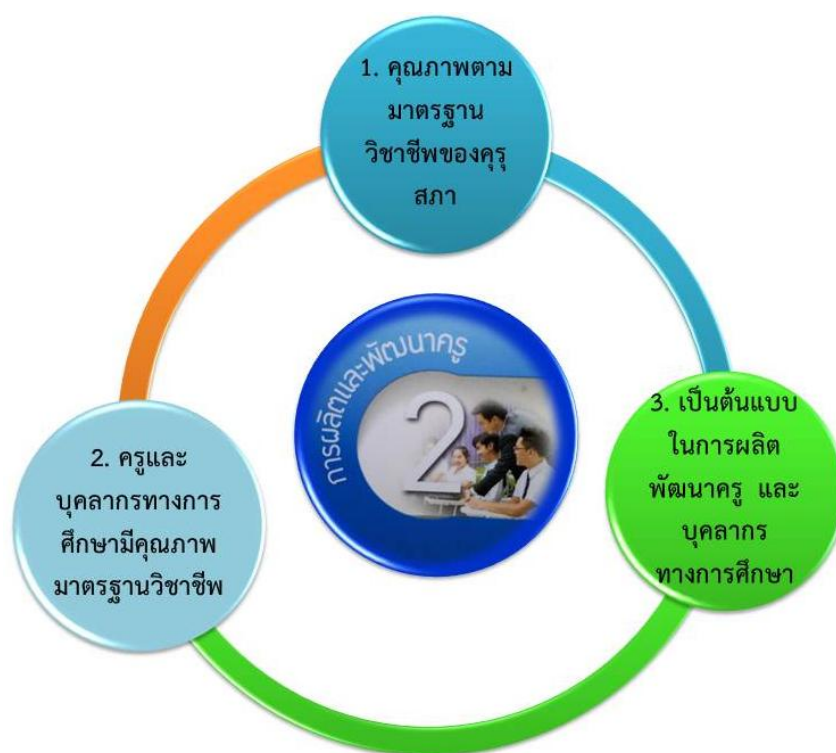 1. คุณภาพตาม
มาตรฐาน
วิชาชีพของคุรุ
สภา
การผลิตและพัฒนาครู
2
2. ครูและ
บุคลากรทางการ
ศึกษามีคุณภาพ
มาตรฐานวิชาชีพ
3. เป็นต้นแบบ
ในการผลิต
พัฒนาครู และ
บุคลากร
ทางการศึกษา